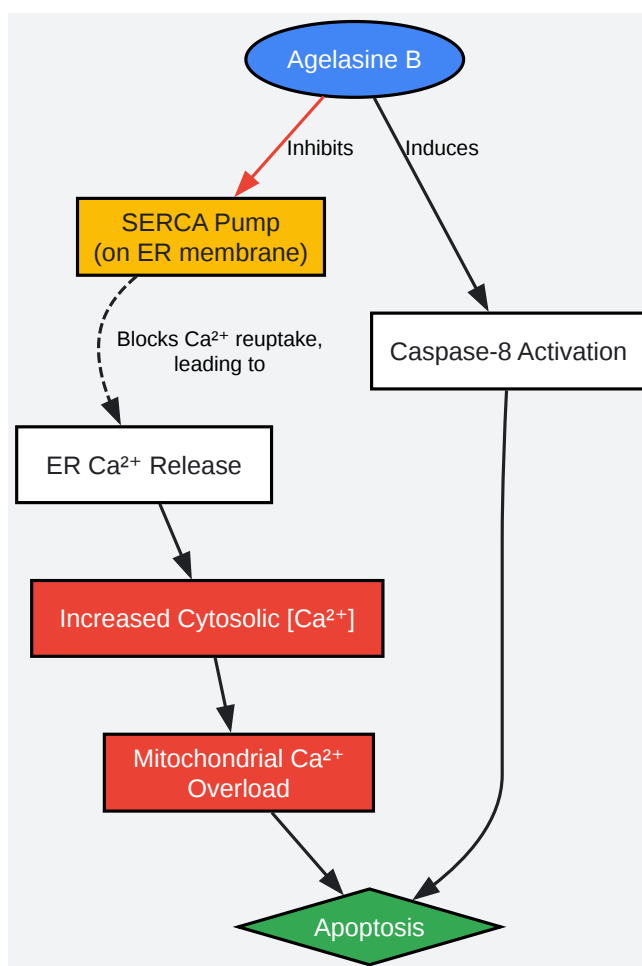 Agelasine B
Inhibits
Induces
SERCA Pump
(on ER membrane)
Blocks Ca²⁺ reuptake,
leading to
Caspase-8 Activation
ER Ca²⁺ Release
Increased Cytosolic [Ca²⁺]
Mitochondrial Ca²⁺
Overload
Apoptosis